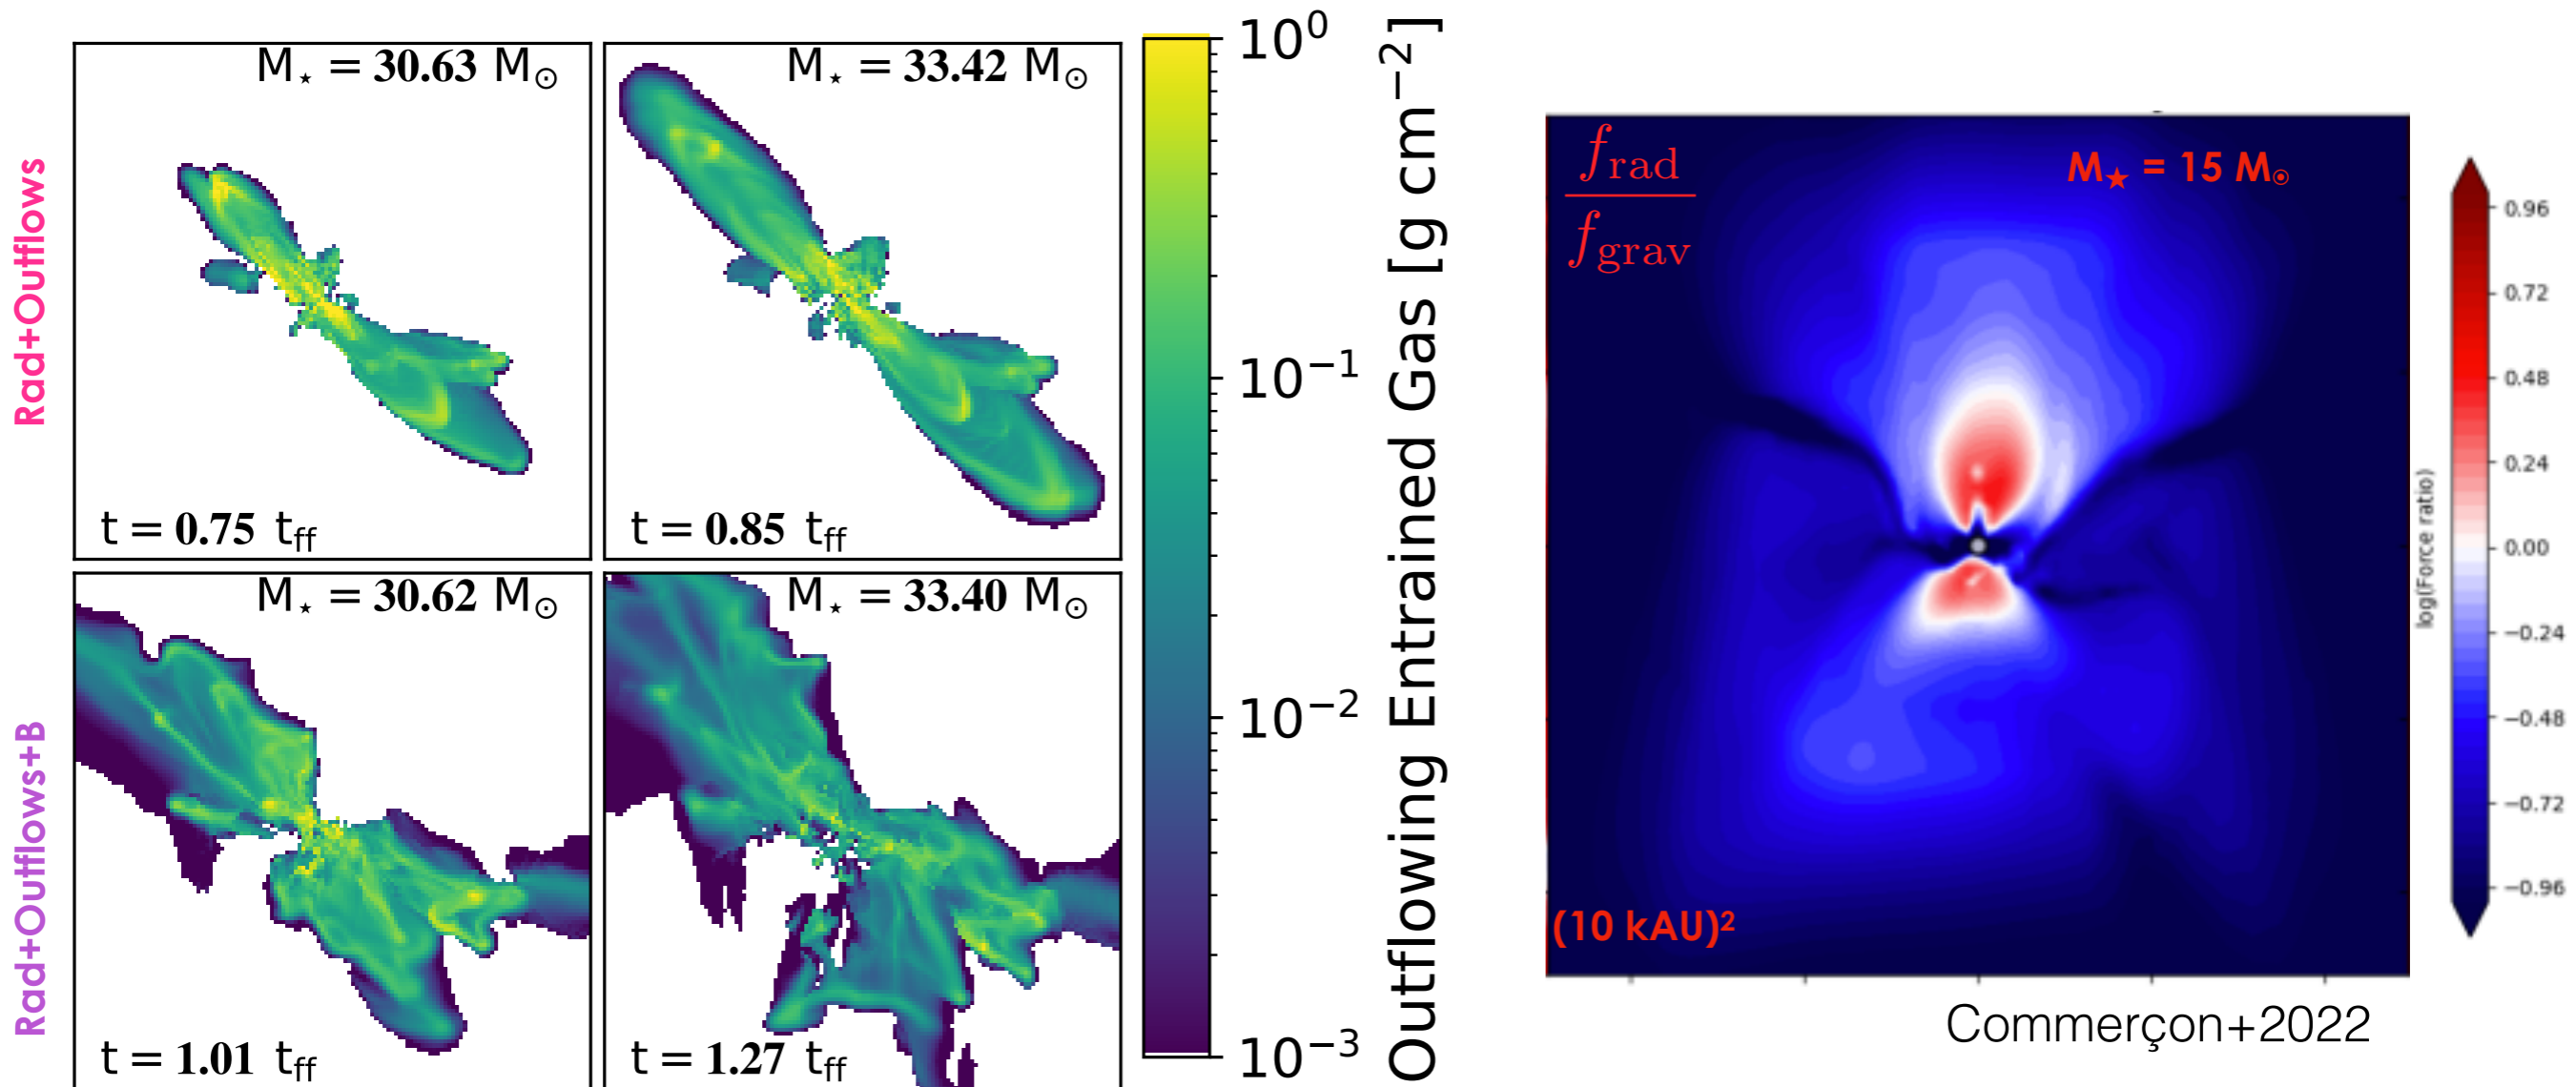 Rad+Outflows
M⋆ = 30.63 M⊙
t = 0.75 t_ff
M⋆ = 33.42 M⊙
t = 0.85 t_ff
Rad+Outflows+B
M⋆ = 30.62 M⊙
t = 1.01 t_ff
M⋆ = 33.40 M⊙
t = 1.27 t_ff
10⁰
10⁻¹
10⁻²
10⁻³
Outflowing Entrained Gas [g cm⁻²]
f_rad
f_grav
M★ = 15 M⊙
(10 kAU)²
log(Force ratio)
0.96
0.72
0.48
0.24
0.00
−0.24
−0.48
−0.72
−0.96
Commerçon+2022